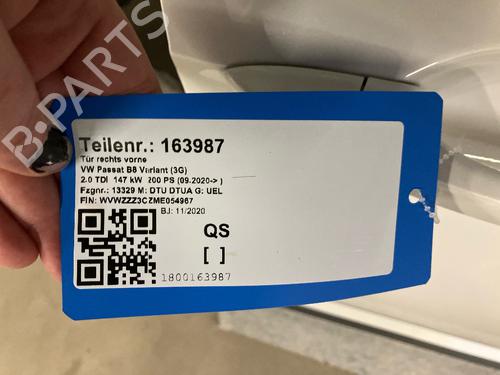 B-PARTS
Teilenr.: 163987
Tür rechts vorne
VW Passat B8 Variant (3G)
2.0 TDI 147 kW 200 PS (09.2020-> )
Fzgnr.: 13329 M: DTU DTUA G: UEL
FIN: WVWZZZ3CZME054967
BJ: 11/2020
QS
[ ]
1800163987